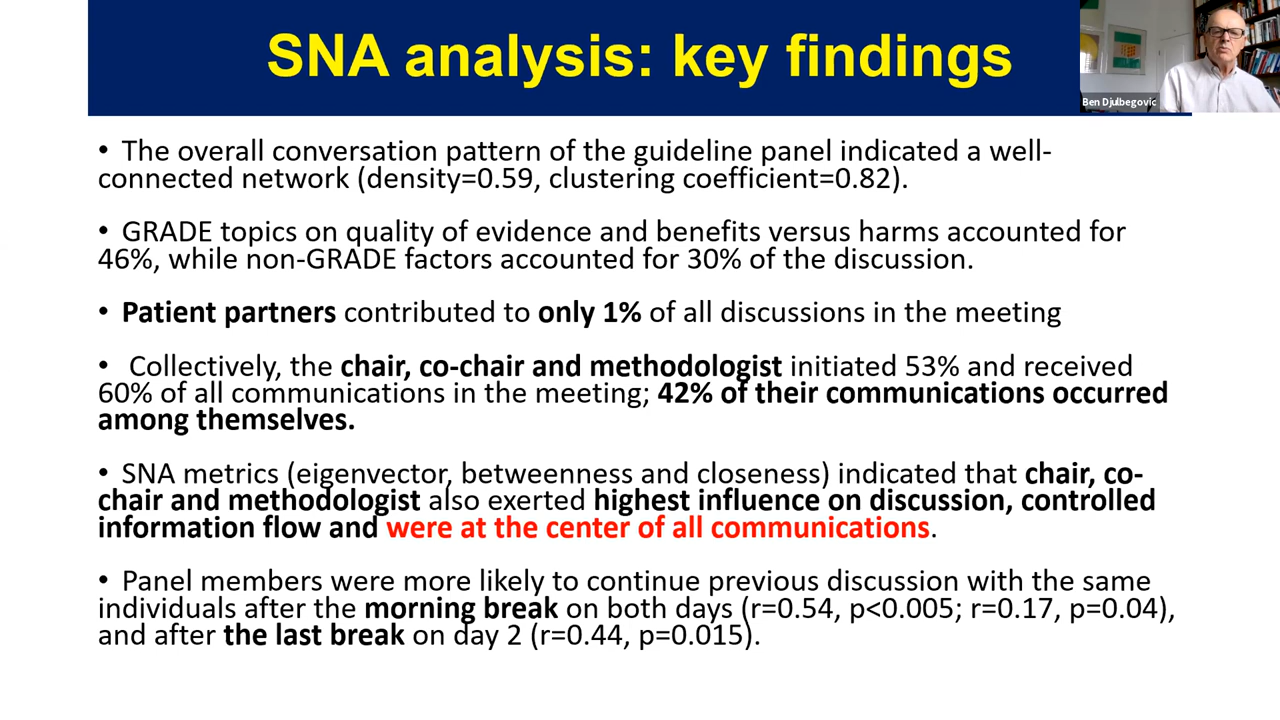 SNA analysis: key findings
Ben Djulbegovic
• The overall conversation pattern of the guideline panel indicated a well-
connected network (density=0.59, clustering coefficient=0.82).
• GRADE topics on quality of evidence and benefits versus harms accounted for
46%, while non-GRADE factors accounted for 30% of the discussion.
• Patient partners contributed to only 1% of all discussions in the meeting
• Collectively, the chair, co-chair and methodologist initiated 53% and received
60% of all communications in the meeting; 42% of their communications occurred
among themselves.
• SNA metrics (eigenvector, betweenness and closeness) indicated that chair, co-
chair and methodologist also exerted highest influence on discussion, controlled
information flow and were at the center of all communications.
• Panel members were more likely to continue previous discussion with the same
individuals after the morning break on both days (r=0.54, p<0.005; r=0.17, p=0.04),
and after the last break on day 2 (r=0.44, p=0.015).